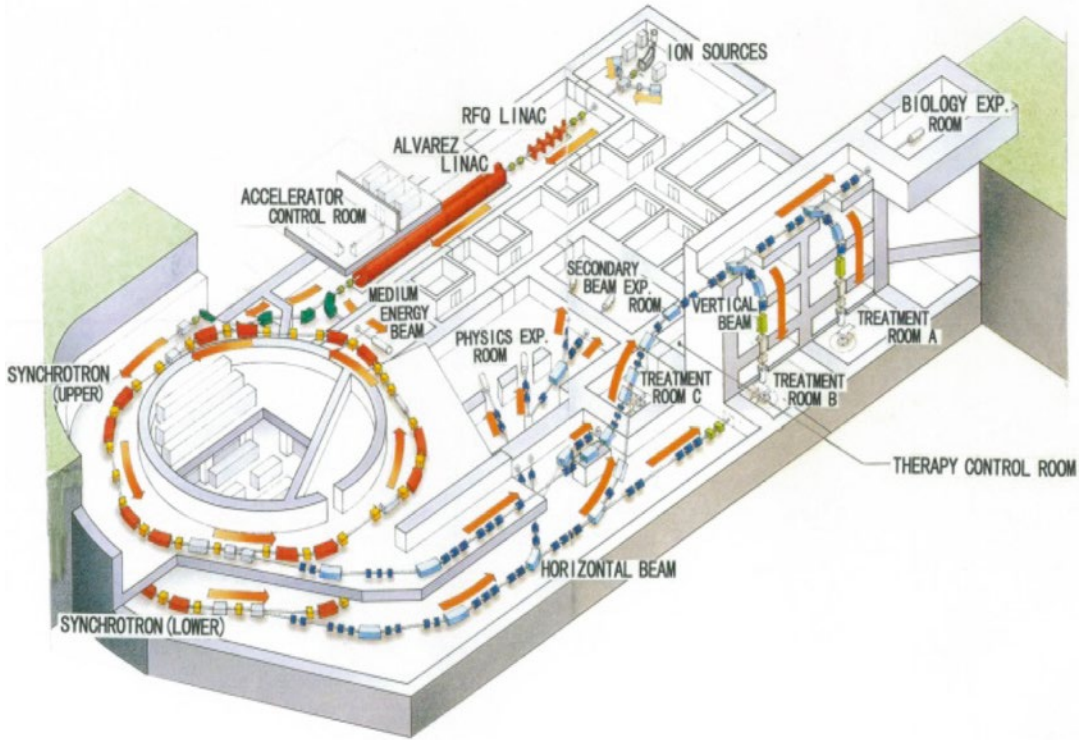 ION SOURCES
RFQ LINAC
ALVAREZ
LINAC
BIOLOGY EXP.
ROOM
ACCELERATOR
CONTROL ROOM
SECONDARY
BEAM EXP.
ROOM
MEDIUM
ENERGY
BEAM
VERTICAL
BEAM
PHYSICS EXP.
ROOM
TREATMENT
ROOM A
SYNCHROTRON
(UPPER)
TREATMENT
ROOM C
TREATMENT
ROOM B
THERAPY CONTROL ROOM
HORIZONTAL BEAM
SYNCHROTRON(LOWER)